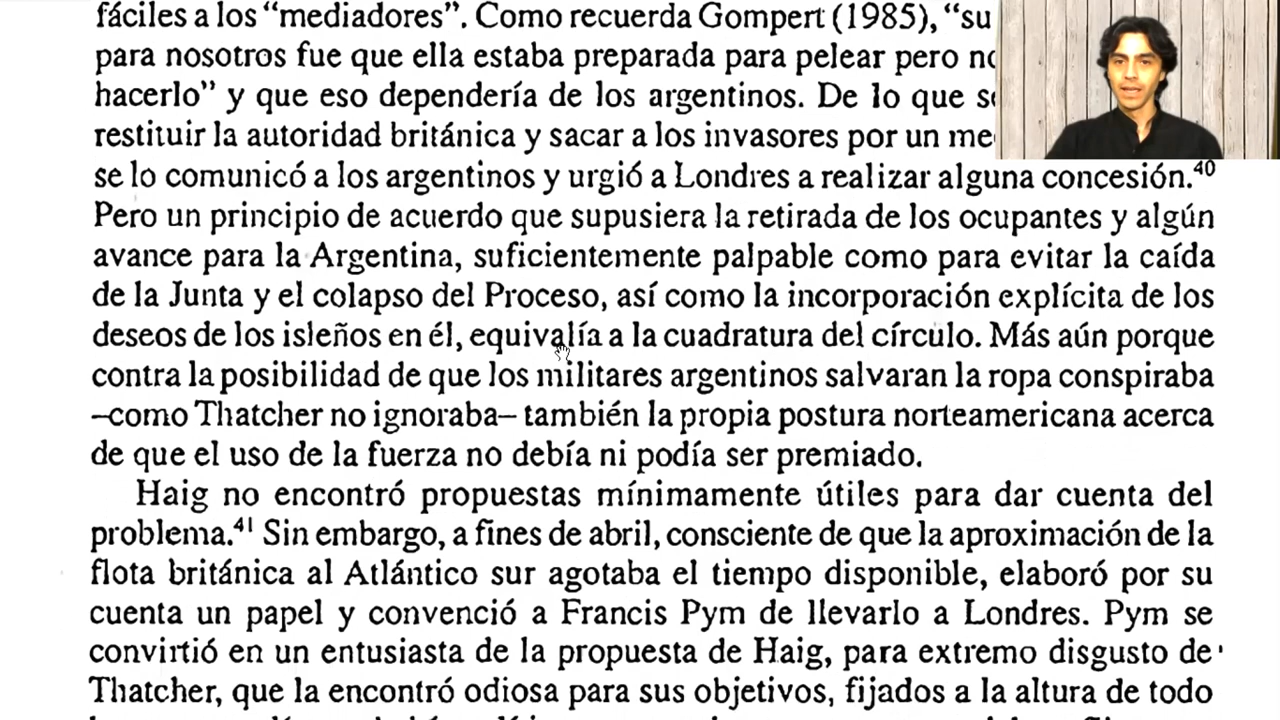 fáciles a los “mediadores”. Como recuerda Gompert (1985), “su
para nosotros fue que ella estaba preparada para pelear pero
hacerlo” y que eso dependería de los argentinos. De lo que
restituir la autoridad británica y sacar a los invasores por un
se lo comunicó a los argentinos y urgió a Londres a realizar alguna concesión.⁴⁰
Pero un principio de acuerdo que supusiera la retirada de los ocupantes y algún
avance para la Argentina, suficientemente palpable como para evitar la caída
de la Junta y el colapso del Proceso, así como la incorporación explícita de los
deseos de los isleños en él, equivalía a la cuadratura del círculo. Más aún porque
contra la posibilidad de que los militares argentinos salvaran la ropa conspiraba
–como Thatcher no ignoraba– también la propia postura norteamericana acerca
de que el uso de la fuerza no debía ni podía ser premiado.
Haig no encontró propuestas mínimamente útiles para dar cuenta del
problema.⁴¹ Sin embargo, a fines de abril, consciente de que la aproximación de la
flota británica al Atlántico sur agotaba el tiempo disponible, elaboró por su
cuenta un papel y convenció a Francis Pym de llevarlo a Londres. Pym se
convirtió en un entusiasta de la propuesta de Haig, para extremo disgusto de
Thatcher, que la encontró odiosa para sus objetivos, fijados a la altura de todo